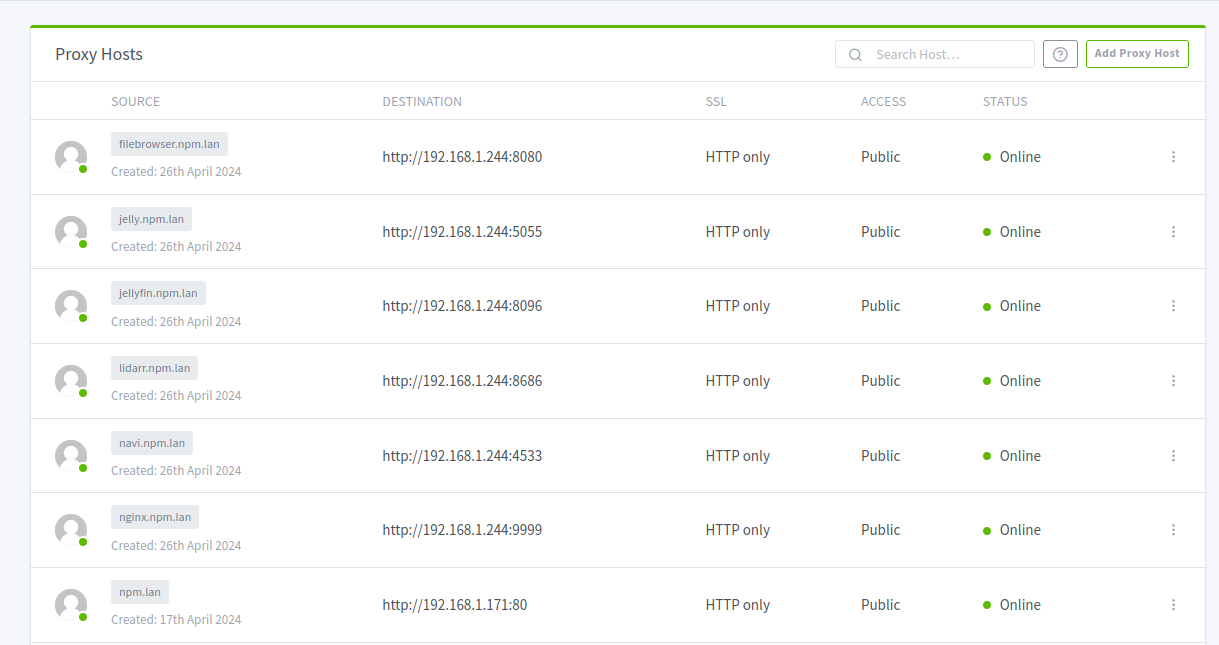 Proxy Hosts
Search Host...
Add Proxy Host
SOURCE DESTINATION SSL ACCESS STATUS
filebrowser.npm.lan
Created: 26th April 2024
http://192.168.1.244:8080 HTTP only Public Online
jelly.npm.lan
Created: 26th April 2024
http://192.168.1.244:5055 HTTP only Public Online
jellyfin.npm.lan
Created: 26th April 2024
http://192.168.1.244:8096 HTTP only Public Online
lidarr.npm.lan
Created: 26th April 2024
http://192.168.1.244:8686 HTTP only Public Online
navi.npm.lan
Created: 26th April 2024
http://192.168.1.244:4533 HTTP only Public Online
nginx.npm.lan
Created: 26th April 2024
http://192.168.1.244:9999 HTTP only Public Online
npm.lan
Created: 17th April 2024
http://192.168.1.171:80 HTTP only Public Online